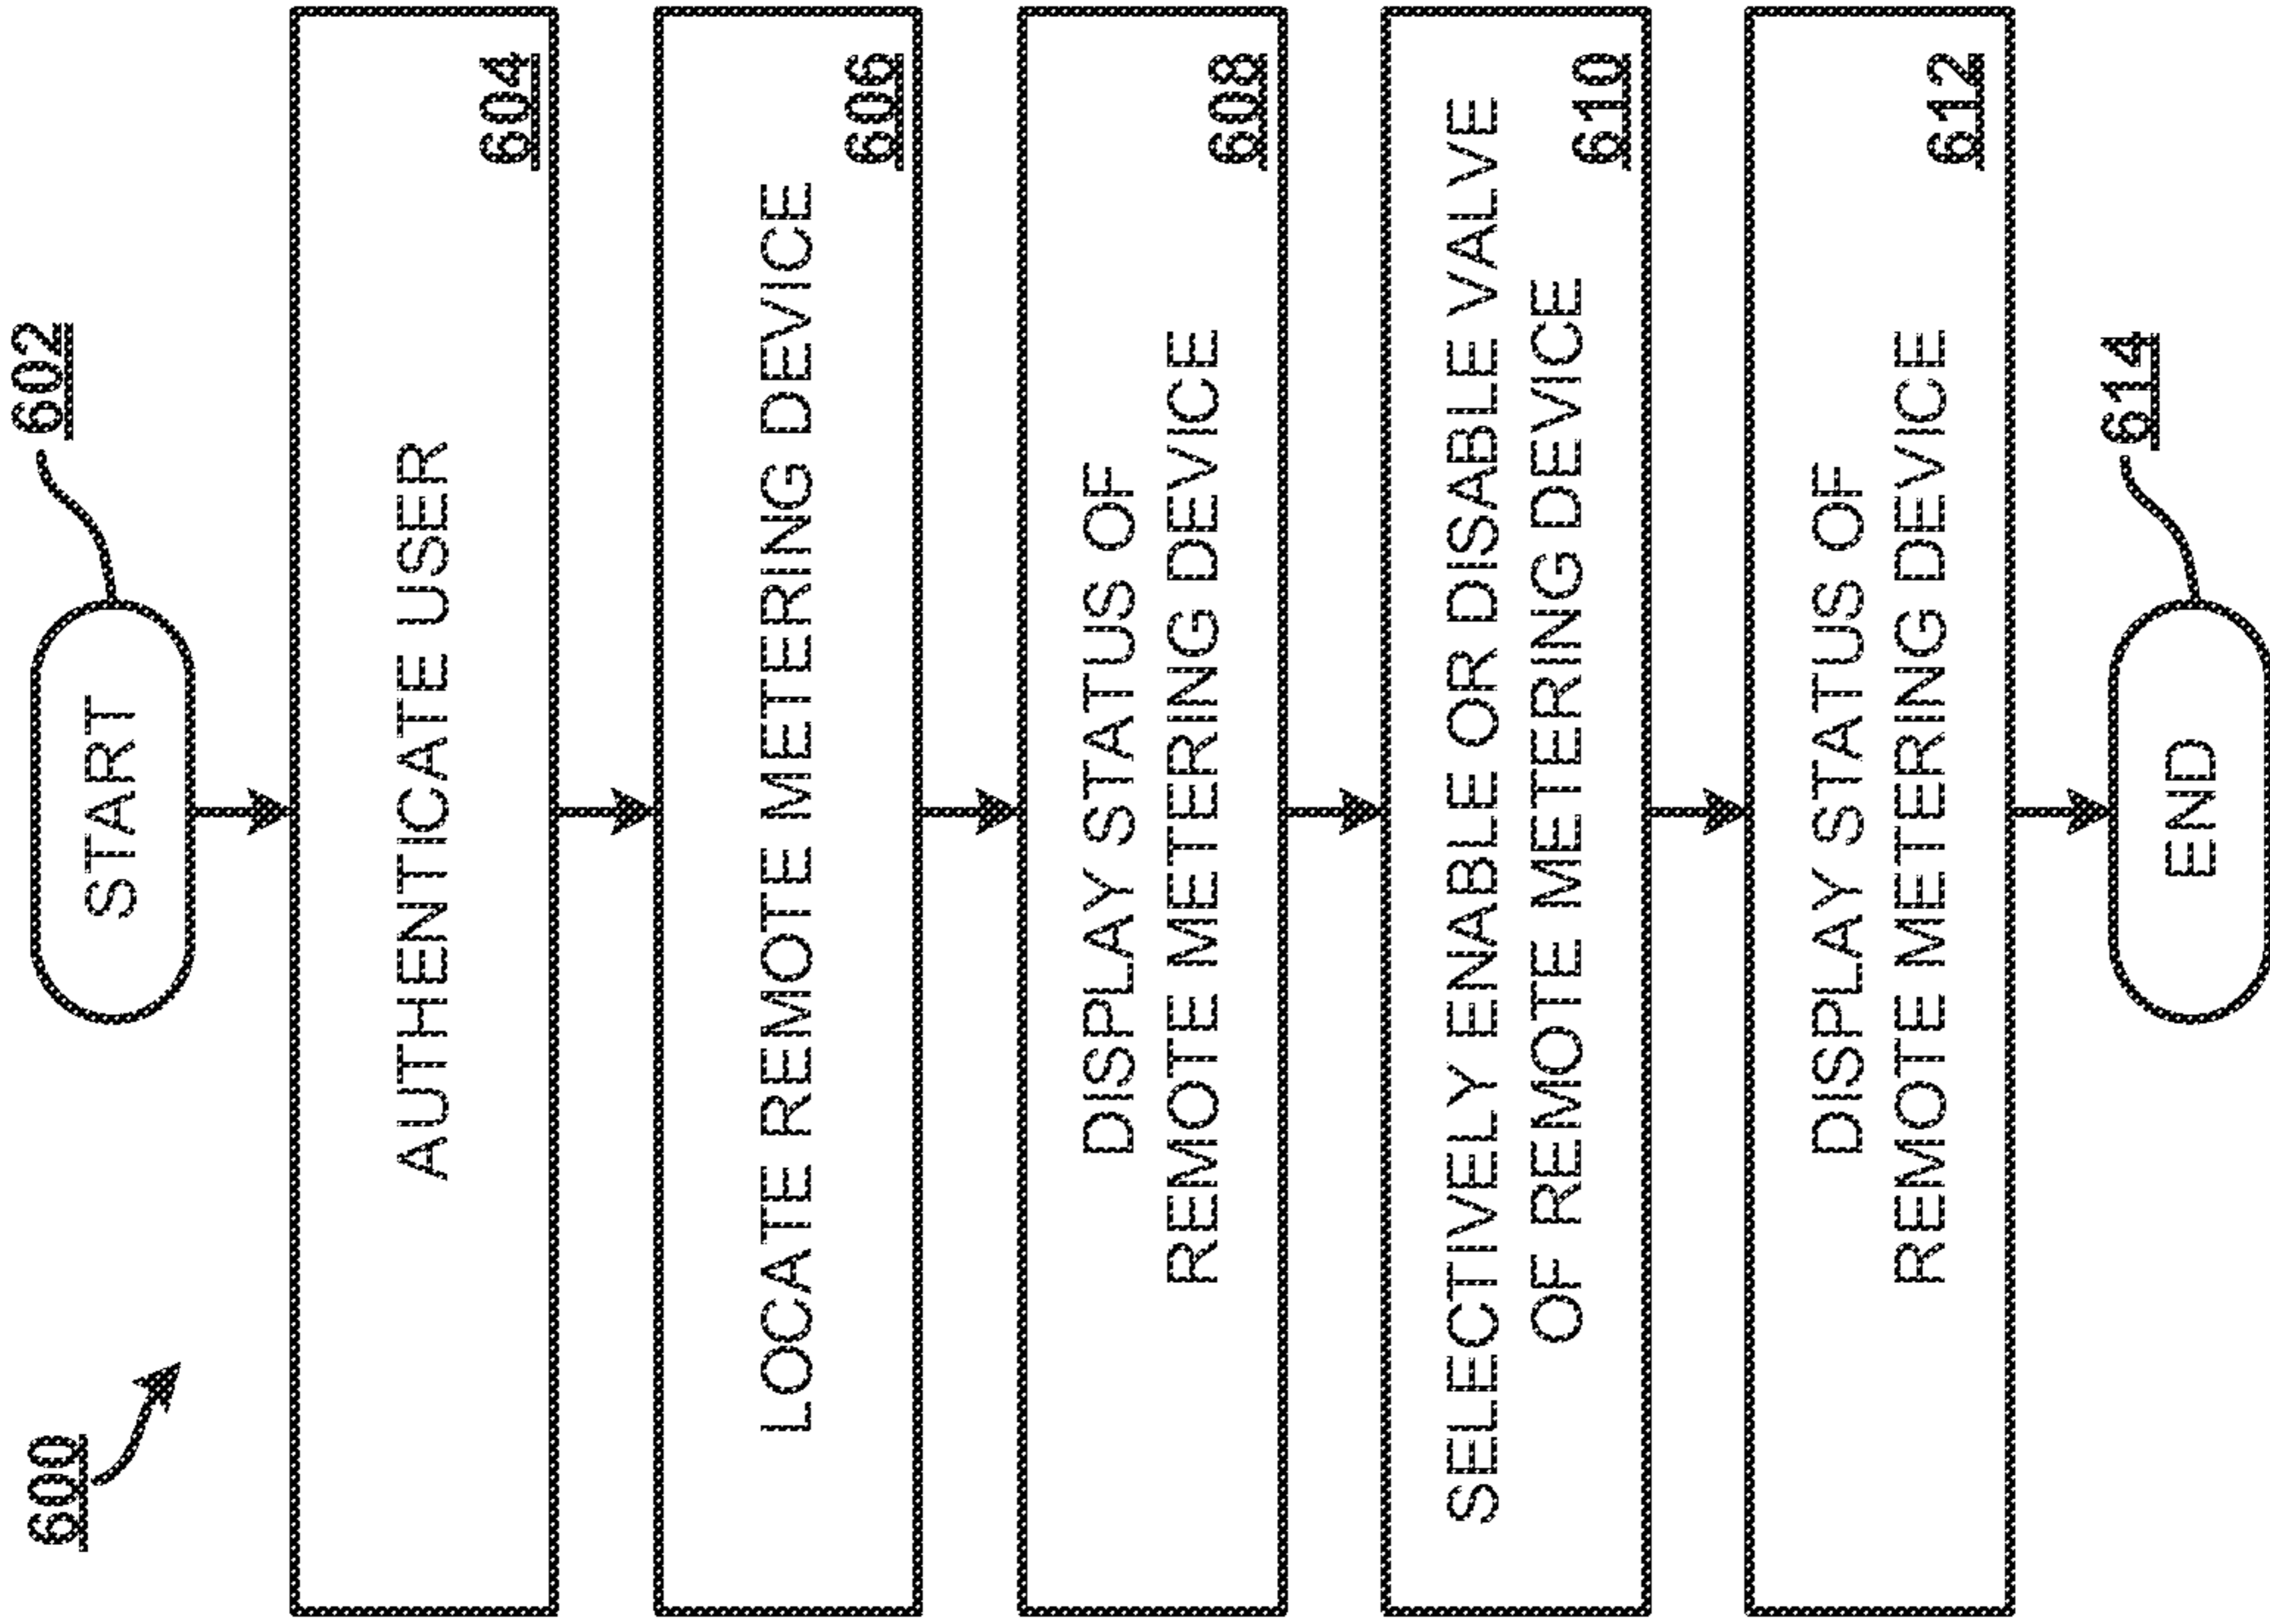 600
START
602
AUTHENTICATE USER
604
LOCATE REMOTE METERING DEVICE
606
DISPLAY STATUS OF
REMOTE METERING DEVICE
608
SELECTIVELY ENABLE OR DISABLE VALVE
OF REMOTE METERING DEVICE
610
DISPLAY STATUS OF
REMOTE METERING DEVICE
612
END
614